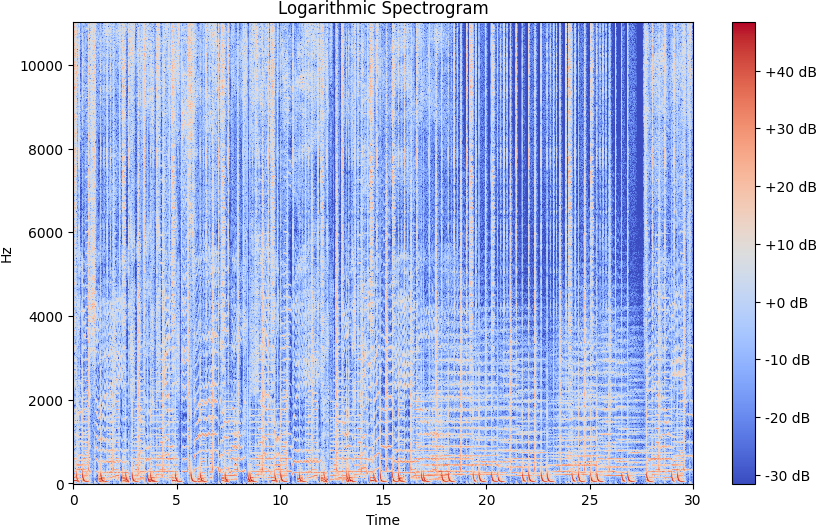 Logarithmic Spectrogram
10000
8000
6000
4000
2000
0
Hz
0 5 10 15 20 25 30
Time
+40 dB
+30 dB
+20 dB
+10 dB
+0 dB
-10 dB
-20 dB
-30 dB